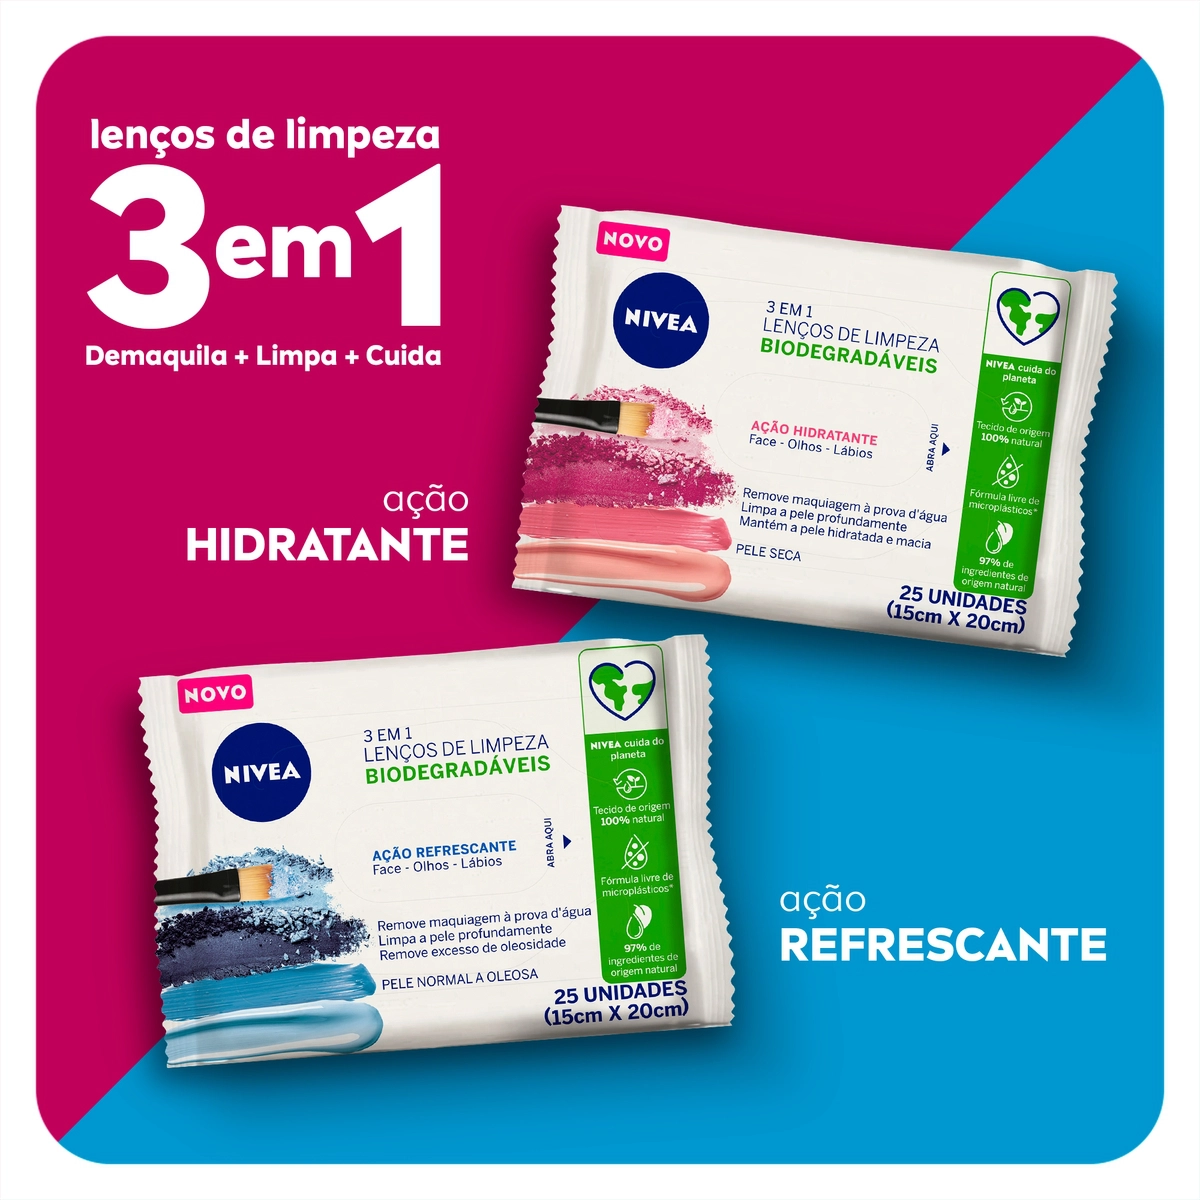 lenços de limpeza
3em1
Demaquila + Limpa + Cuida
ação
HIDRATANTE
NOVO
NIVEA
3 EM 1
LENÇOS DE LIMPEZA
BIODEGRADÁVEIS
AÇÃO HIDRATANTE
Face - Olhos - Lábios
ABRA AQUI
Remove maquiagem à prova d'água
Limpa a pele profundamente
Mantém a pele hidratada e macia
PELE SECA
NIVEA cuida do
planeta
Tecido de origem
100% natural
Fórmula livre de
microplásticos*
97% de
ingredientes de
origem natural
25 UNIDADES
(15cm X 20cm)
NOVO
NIVEA
3 EM 1
LENÇOS DE LIMPEZA
BIODEGRADÁVEIS
AÇÃO REFRESCANTE
Face - Olhos - Lábios
ABRA AQUI
Remove maquiagem à prova d'água
Limpa a pele profundamente
Remove excesso de oleosidade
PELE NORMAL A OLEOSA
NIVEA cuida do
planeta
Tecido de origem
100% natural
Fórmula livre de
microplásticos*
97% de
ingredientes de
origem natural
25 UNIDADES
(15cm X 20cm)
ação
REFRESCANTE